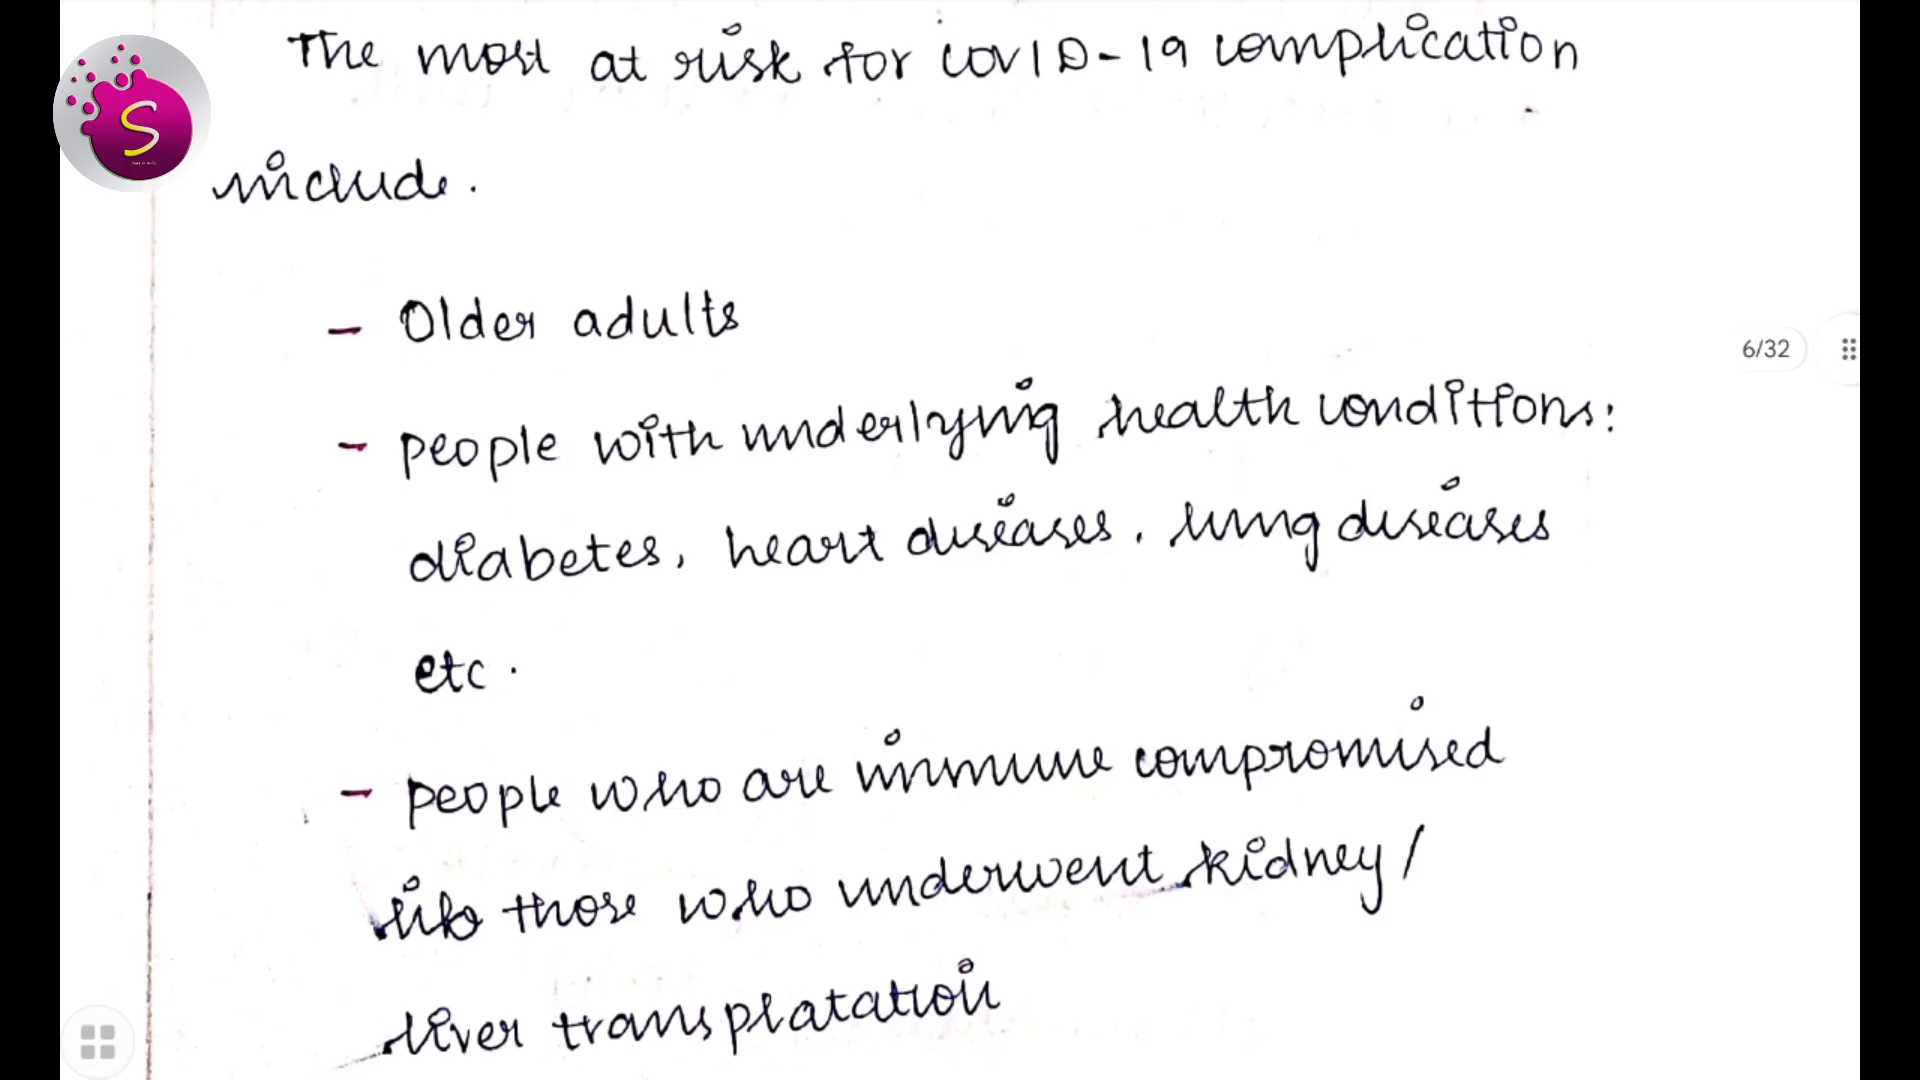 The most at risk for COVID-19 complication
include.
- Older adults
- people with underlying health conditions:
diabetes, heart diseases, lung diseases
etc.
- people who are immune compromised
like those who underwent kidney/
liver transplatation
6/32
S